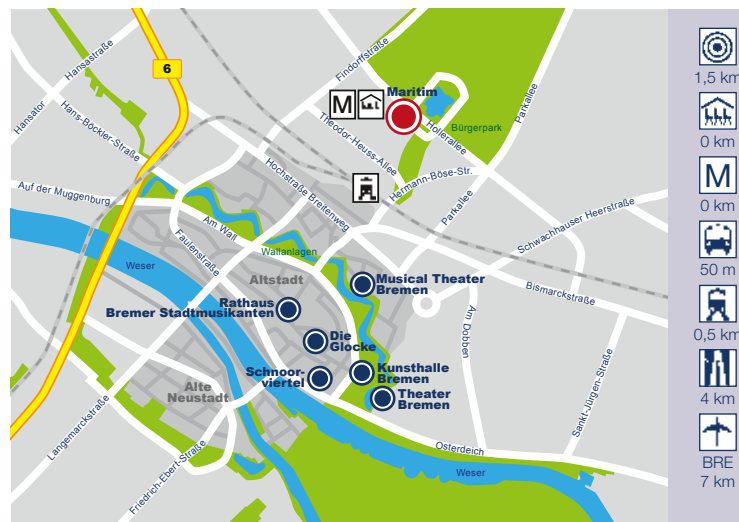 Hansastraße
6
Findorffstraße
Maritim
M
Hansator
Hans-Böckler-Straße
Theodor-Heuss-Allee
Hollerallee
Bürgerpark
Parkallee
Hochstraße Breitenweg
Hermann-Böse-Str.
Auf der Muggenburg
Am Wall
Parkallee
Schwachhauser Heerstraße
Faulenstraße
Wallanlagen
Weser
Altstadt
Musical Theater
Bremen
Bismarckstraße
Rathaus
Bremer Stadtmusikanten
Am Dobben
Die
Glocke
Schnoor-
viertel
Kunsthalle
Bremen
Alte
Neustadt
Theater
Bremen
Sankt-Jürgen-Straße
Langemarckstraße
Friedrich-Ebert-Straße
Osterdeich
Weser
1,5 km
0 km
M
0 km
50 m
0,5 km
4 km
BRE
7 km